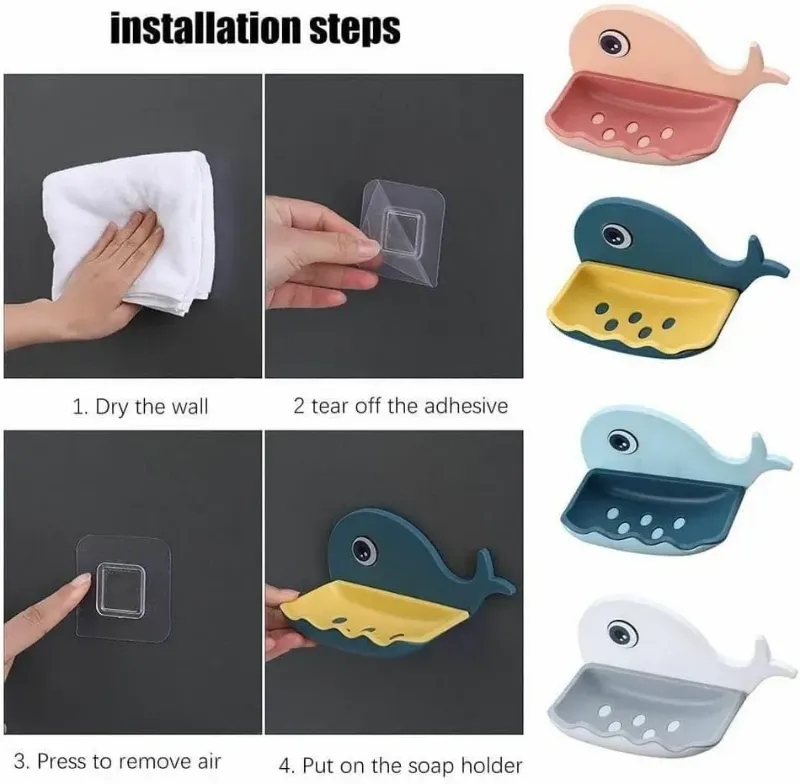 installation steps
1. Dry the wall
2 tear off the adhesive
3. Press to remove air
4. Put on the soap holder